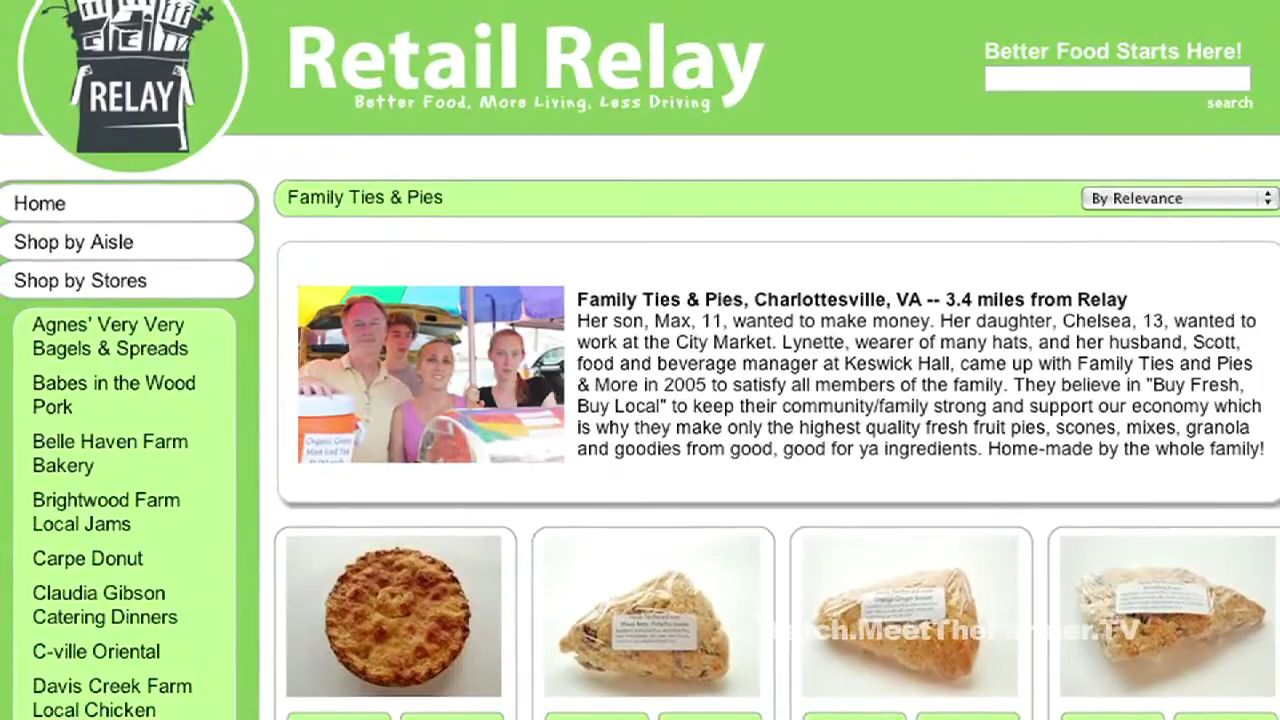 RELAY
Retail Relay
Better Food, More Living, Less Driving
Better Food Starts Here!
search
Home
Shop by Aisle
Shop by Stores
Agnes' Very Very
Bagels & Spreads
Babes in the Wood
Pork
Belle Haven Farm
Bakery
Brightwood Farm
Local Jams
Carpe Donut
Claudia Gibson
Catering Dinners
C-ville Oriental
Davis Creek Farm
Local Chicken
Family Ties & Pies
By Relevance
Family Ties & Pies, Charlottesville, VA -- 3.4 miles from Relay
Her son, Max, 11, wanted to make money. Her daughter, Chelsea, 13, wanted to
work at the City Market. Lynette, wearer of many hats, and her husband, Scott,
food and beverage manager at Keswick Hall, came up with Family Ties and Pies
& More in 2005 to satisfy all members of the family. They believe in "Buy Fresh,
Buy Local" to keep their community/family strong and support our economy which
is why they make only the highest quality fresh fruit pies, scones, mixes, granola
and goodies from good, good for ya ingredients. Home-made by the whole family!
Organic Green
Mint Iced Tea